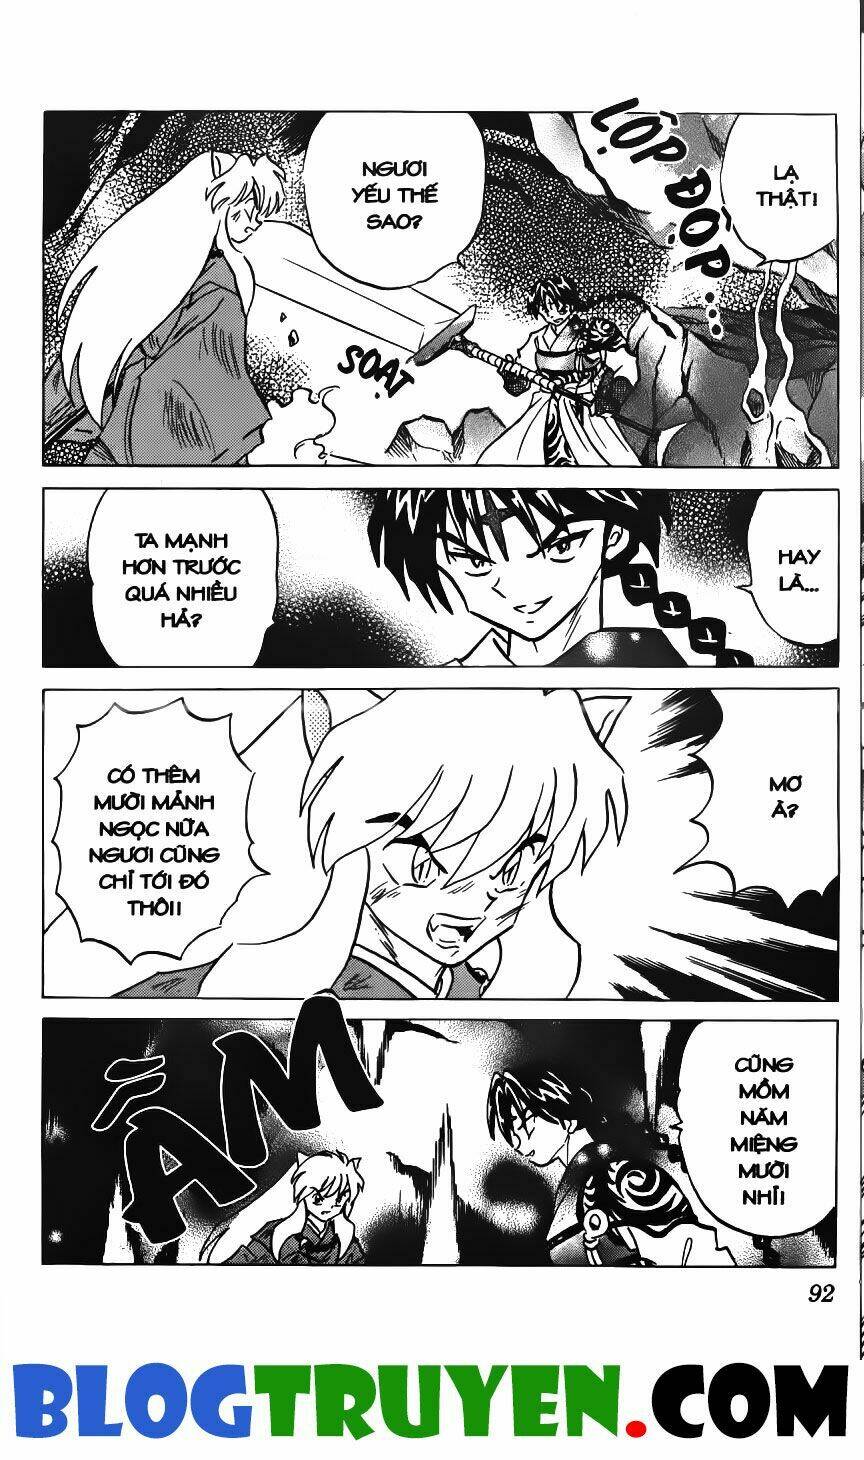 LẠ
THẬT!
LỘP ĐỘP...
NGƯƠI
YẾU THẾ
SAO?
SOẠT
HAY
LÀ...
TA MẠNH
HƠN TRƯỚC
QUÁ NHIỀU
HẢ?
MƠ
À?
CÓ THÊM
MƯỜI MẢNH
NGỌC NỮA
NGƯƠI CŨNG
CHỈ TỚI ĐÓ
THÔI!
CŨNG
MỒM
NĂM
MIỆNG
MƯỜI
NHỈ!
ẦM
92
BLOGTRUYEN.COM